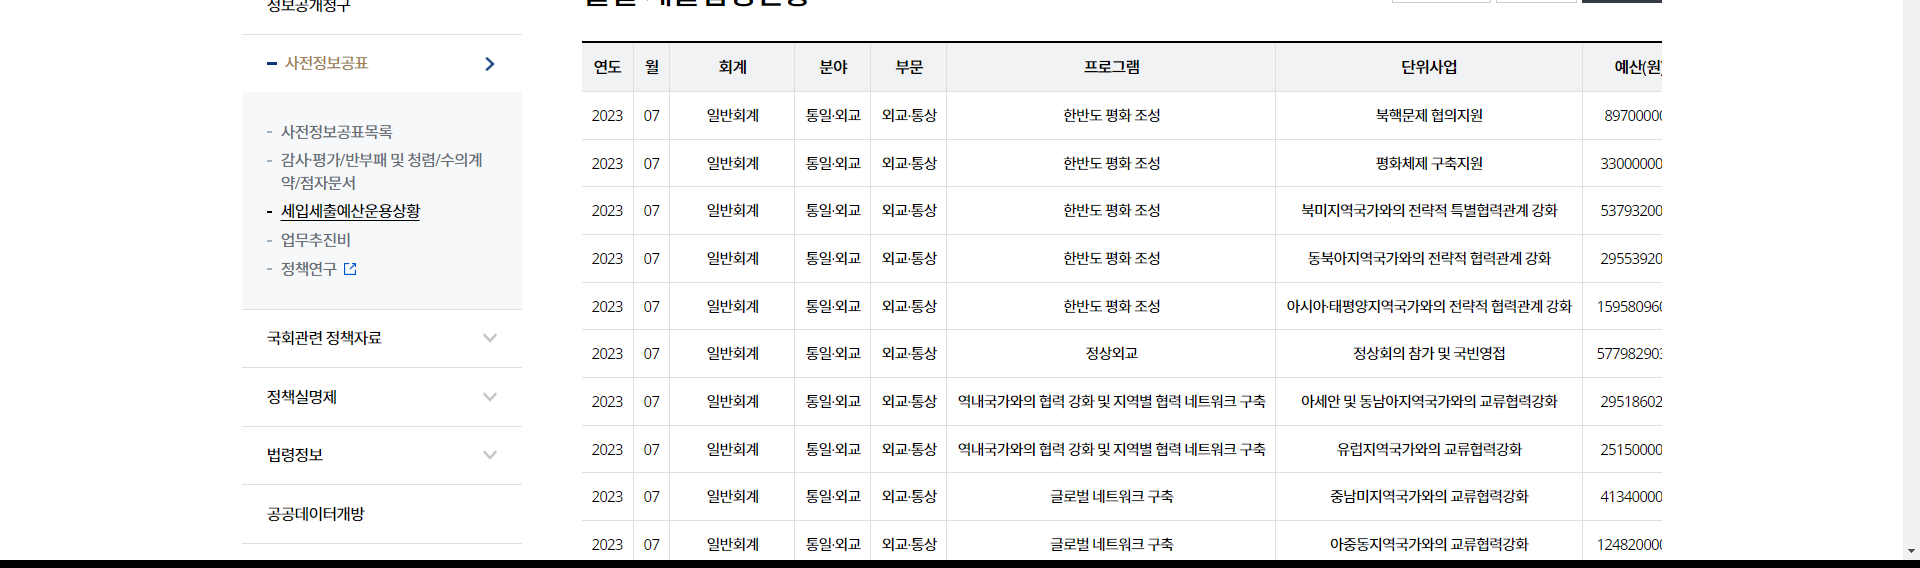 정보공개청구
사전정보공표
사전정보공표목록
감사·평가/반부패 및 청렴/수의계
약/점자문서
세입세출예산운용상황
업무추진비
정책연구
국회관련 정책자료
정책실명제
법령정보
공공데이터개방
연도 월 회계 분야 부문 프로그램 단위사업 예산(원)
2023 07 일반회계 통일·외교 외교·통상 한반도 평화 조성 북핵문제 협의지원 89700000
2023 07 일반회계 통일·외교 외교·통상 한반도 평화 조성 평화체제 구축지원 33000000
2023 07 일반회계 통일·외교 외교·통상 한반도 평화 조성 북미지역국가와의 전략적 특별협력관계 강화 53793200
2023 07 일반회계 통일·외교 외교·통상 한반도 평화 조성 동북아지역국가와의 전략적 협력관계 강화 29553920
2023 07 일반회계 통일·외교 외교·통상 한반도 평화 조성 아시아·태평양지역국가와의 전략적 협력관계 강화 159580960
2023 07 일반회계 통일·외교 외교·통상 정상외교 정상회의 참가 및 국빈영접 577982903
2023 07 일반회계 통일·외교 외교·통상 역내국가와의 협력 강화 및 지역별 협력 네트워크 구축 아세안 및 동남아지역국가와의 교류협력강화 29518602
2023 07 일반회계 통일·외교 외교·통상 역내국가와의 협력 강화 및 지역별 협력 네트워크 구축 유럽지역국가와의 교류협력강화 25150000
2023 07 일반회계 통일·외교 외교·통상 글로벌 네트워크 구축 중남미지역국가와의 교류협력강화 41340000
2023 07 일반회계 통일·외교 외교·통상 글로벌 네트워크 구축 아중동지역국가와의 교류협력강화 124820000